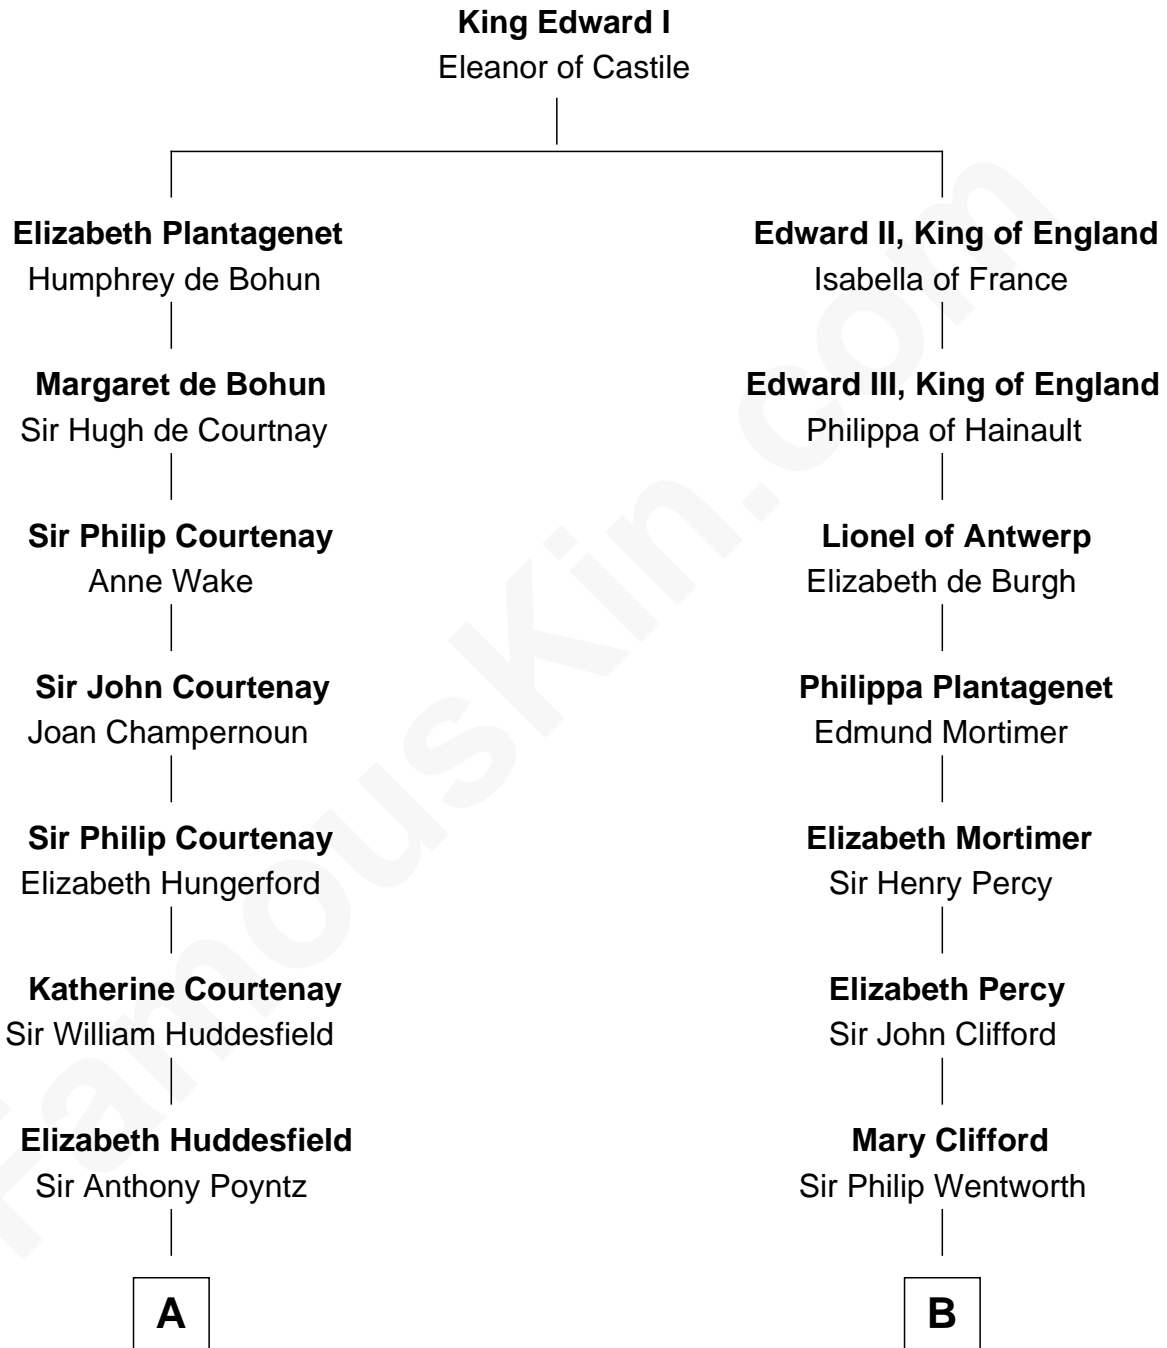 King Edward I
Eleanor of Castile
Elizabeth Plantagenet
Humphrey de Bohun
Edward II, King of England
Isabella of France
Margaret de Bohun
Sir Hugh de Courtnay
Edward III, King of England
Philippa of Hainault
Sir Philip Courtenay
Anne Wake
Lionel of Antwerp
Elizabeth de Burgh
Sir John Courtenay
Joan Champernoun
Philippa Plantagenet
Edmund Mortimer
Sir Philip Courtenay
Elizabeth Hungerford
Elizabeth Mortimer
Sir Henry Percy
Katherine Courtenay
Sir William Huddesfield
Elizabeth Percy
Sir John Clifford
Elizabeth Huddesfield
Sir Anthony Poyntz
Mary Clifford
Sir Philip Wentworth
A
B
FamousKin.com